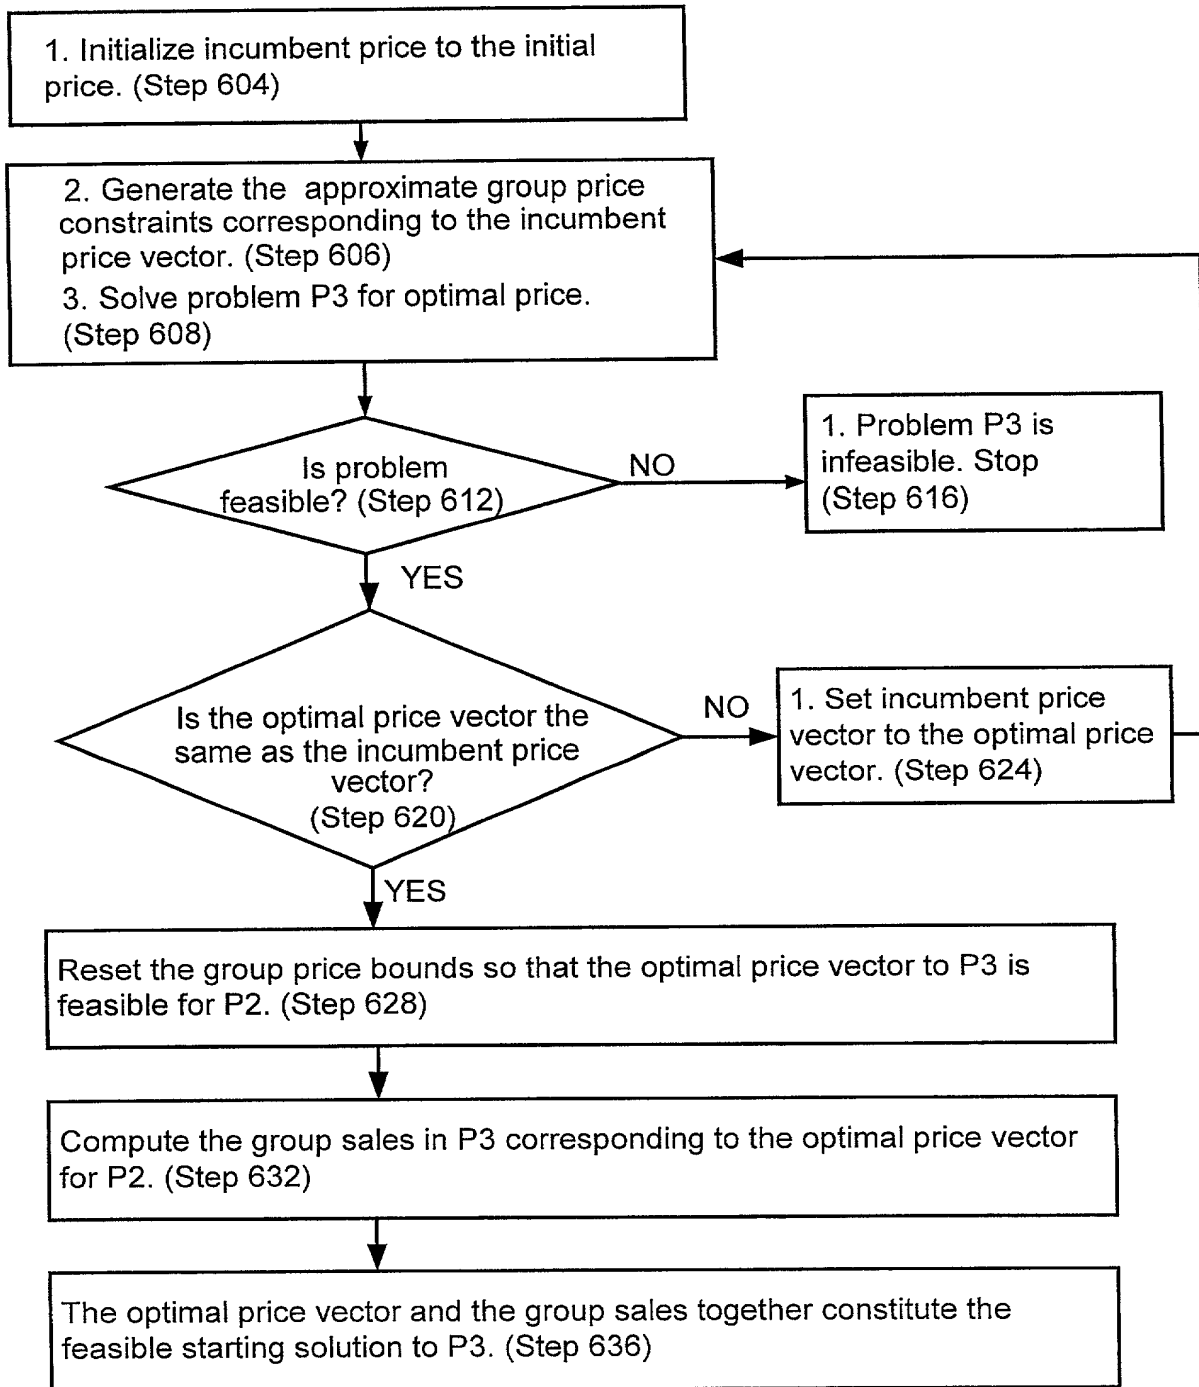 1. Initialize incumbent price to the initial
price. (Step 604)
2. Generate the approximate group price
constraints corresponding to the incumbent
price vector. (Step 606)
3. Solve problem P3 for optimal price.
(Step 608)
Is problem
feasible? (Step 612)
NO
1. Problem P3 is
infeasible. Stop
(Step 616)
YES
Is the optimal price vector the
same as the incumbent price
vector?
(Step 620)
NO
1. Set incumbent price
vector to the optimal price
vector. (Step 624)
YES
Reset the group price bounds so that the optimal price vector to P3 is
feasible for P2. (Step 628)
Compute the group sales in P3 corresponding to the optimal price vector
for P2. (Step 632)
The optimal price vector and the group sales together constitute the
feasible starting solution to P3. (Step 636)